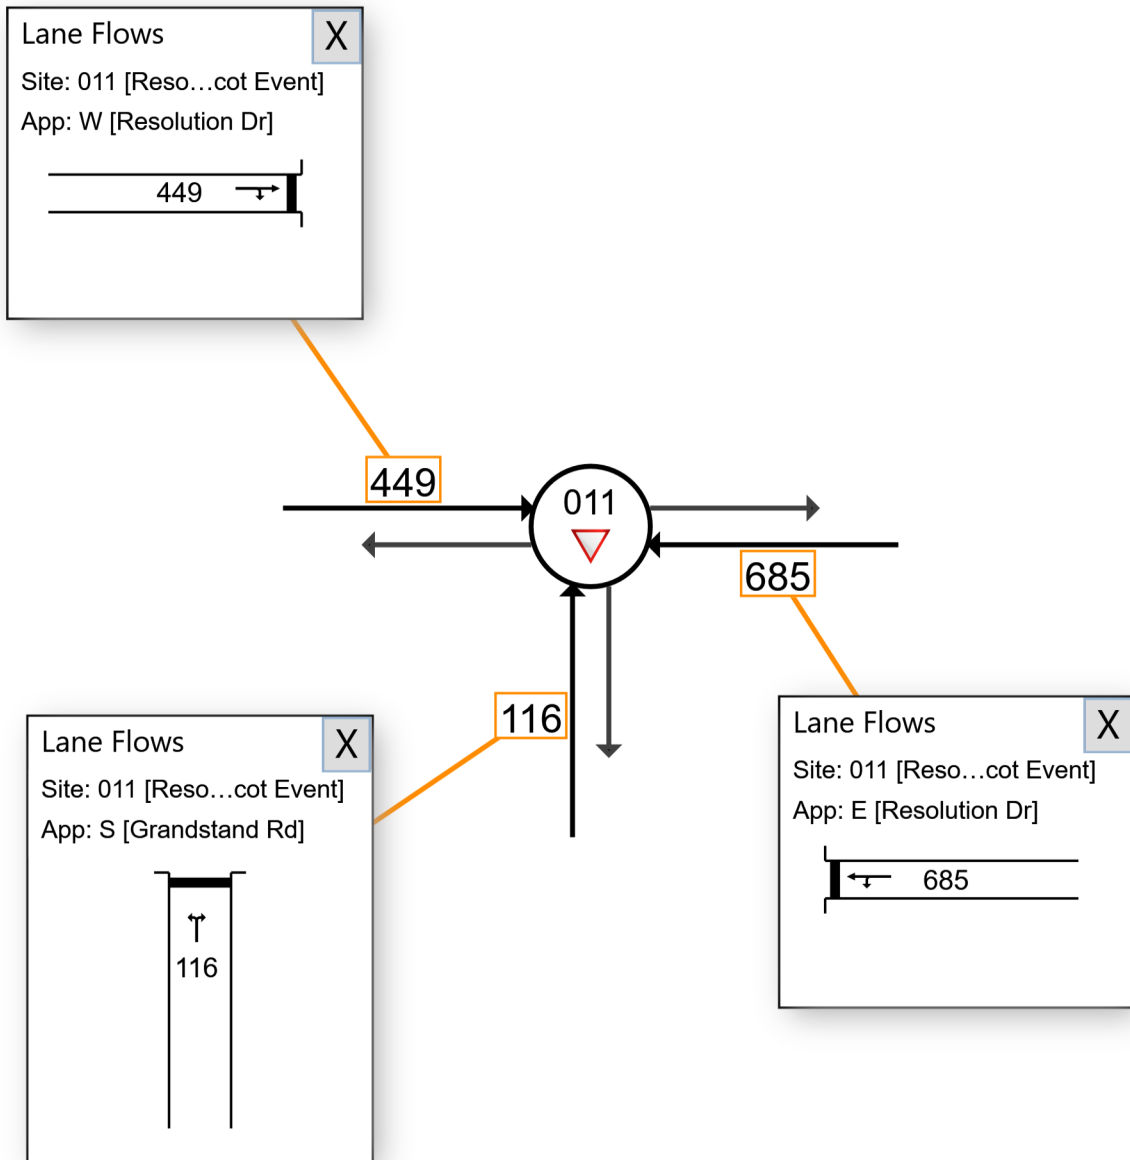 Lane Flows
X
Site: 011 [Reso...cot Event]
App: W [Resolution Dr]
449
449
011
685
116
Lane Flows
X
Site: 011 [Reso...cot Event]
App: S [Grandstand Rd]
116
Lane Flows
X
Site: 011 [Reso...cot Event]
App: E [Resolution Dr]
685